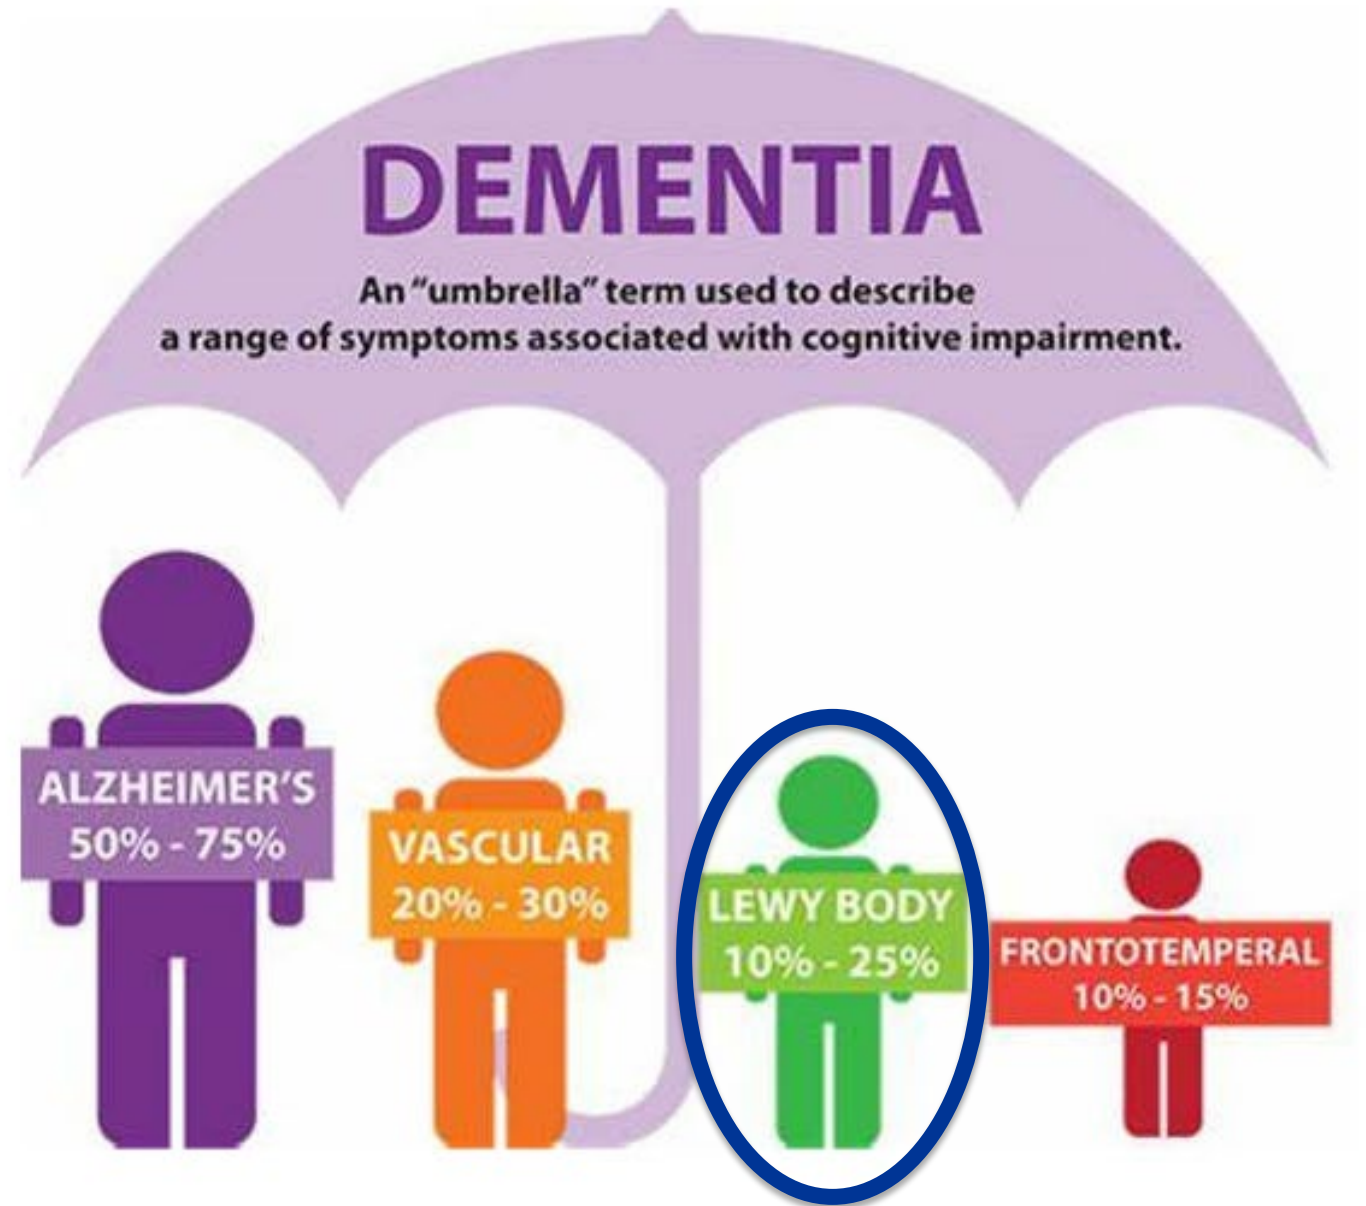 DEMENTIA
An “umbrella” term used to describe
a range of symptoms associated with cognitive impairment.
ALZHEIMER’S
50% - 75%
VASCULAR
20% - 30%
LEWY BODY
10% - 25%
FRONTOTEMPERAL
10% - 15%